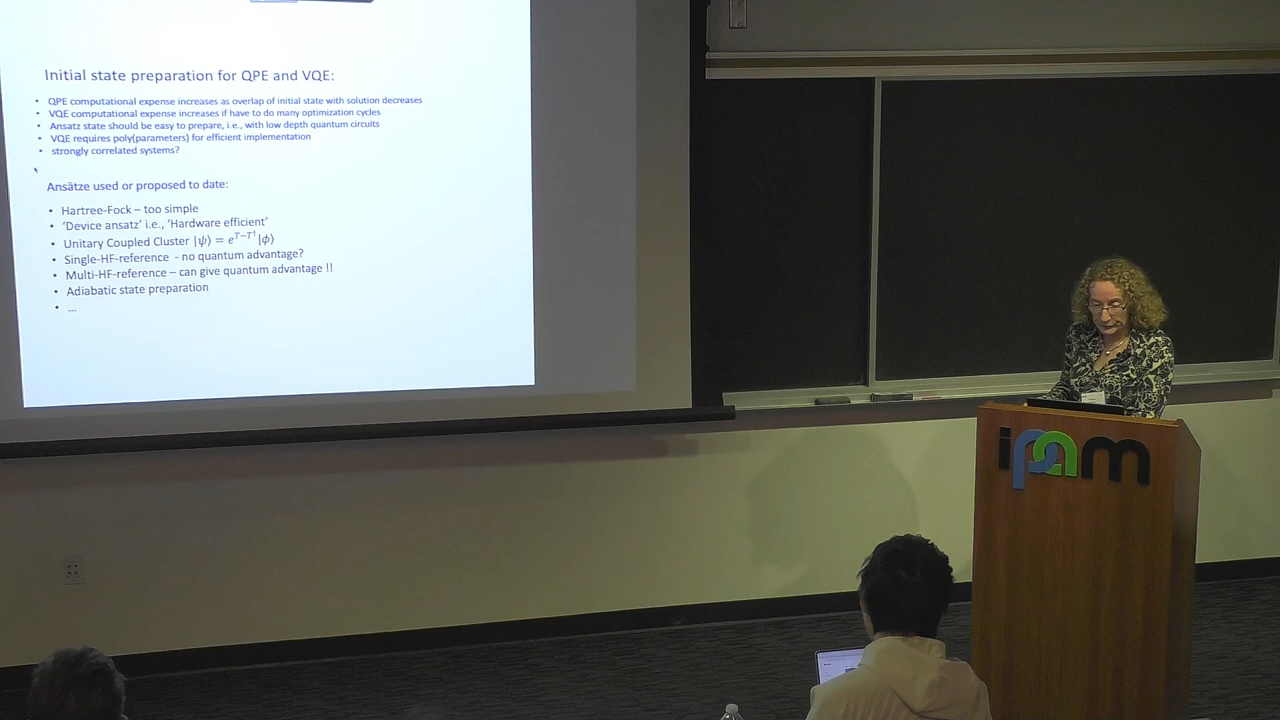 Initial state preparation for QPE and VQE:
• QPE computational expense increases as overlap of initial state with solution decreases
• VQE computational expense increases if have to do many optimization cycles
• Ansatz state should be easy to prepare, i.e., with low depth quantum circuits
• VQE requires poly(parameters) for efficient implementation
• strongly correlated systems?
Ansätze used or proposed to date:
• Hartree-Fock – too simple
• 'Device ansatz' i.e., 'Hardware efficient'
• Unitary Coupled Cluster |ψ⟩ = e^{T−T†}|ϕ⟩
• Single-HF-reference - no quantum advantage?
• Multi-HF-reference – can give quantum advantage !!
• Adiabatic state preparation
• ...
ipam